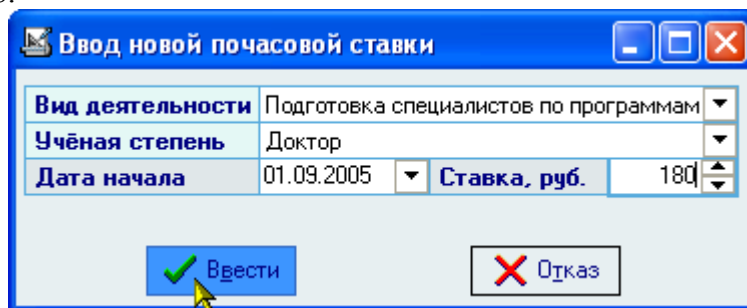 Ввод новой почасовой ставки
Вид деятельности Подготовка специалистов по программам
Учёная степень Доктор
Дата начала 01.09.2005 Ставка, руб. 180
Ввести Отказ